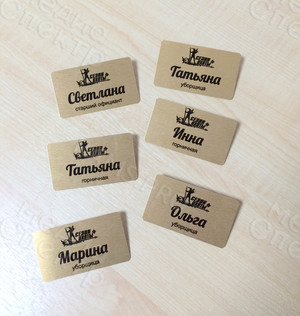 Светлана
старший официант
Татьяна
уборщица
Татьяна
горничная
Инна
горничная
Марина
уборщица
Ольга
уборщица